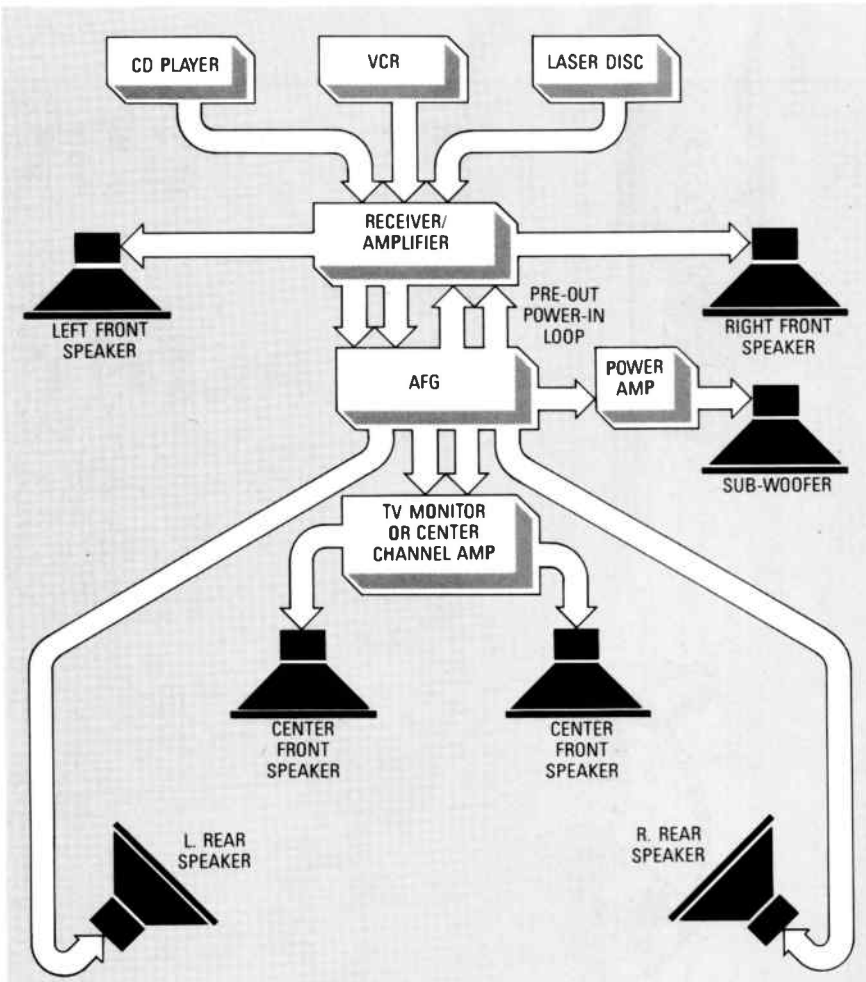 CD PLAYER
VCR
LASER DISC
RECEIVER/
AMPLIFIER
LEFT FRONT
SPEAKER
PRE-OUT
POWER-IN
LOOP
RIGHT FRONT
SPEAKER
AFG
POWER
AMP
SUB-WOOFER
TV MONITOR
OR CENTER
CHANNEL AMP
CENTER
FRONT
SPEAKER
CENTER
FRONT
SPEAKER
L. REAR
SPEAKER
R. REAR
SPEAKER